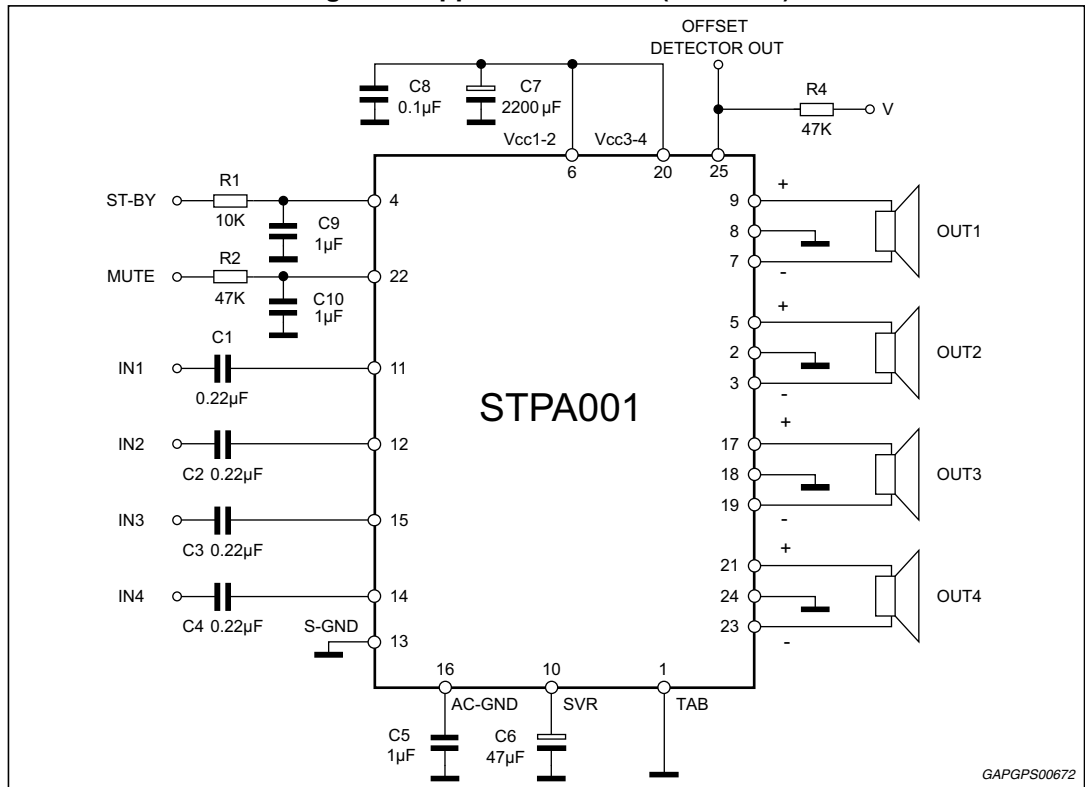 OFFSET
DETECTOR OUT
C8
0.1µF
C7
2200 µF
R4
47K
V
Vcc1-2
Vcc3-4
6
20
25
ST-BY
R1
10K
4
C9
1µF
MUTE
R2
47K
22
C10
1µF
IN1
C1
0.22µF
11
IN2
C2 0.22µF
12
IN3
C3 0.22µF
15
IN4
C4 0.22µF
14
S-GND
13
STPA001
9
+
8
7
-
OUT1
5
+
2
3
-
OUT2
17
+
18
19
-
OUT3
21
+
24
23
-
OUT4
16
AC-GND
10
SVR
1
TAB
C5
1µF
C6
47µF
GAPGPS00672